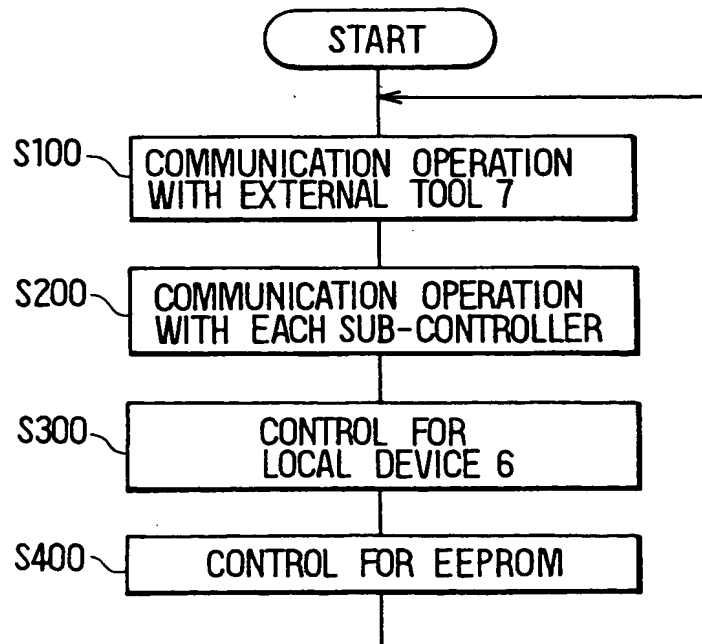 START
S100
COMMUNICATION OPERATION
WITH EXTERNAL TOOL 7
S200
COMMUNICATION OPERATION
WITH EACH SUB-CONTROLLER
S300
CONTROL FOR
LOCAL DEVICE 6
S400
CONTROL FOR EEPROM